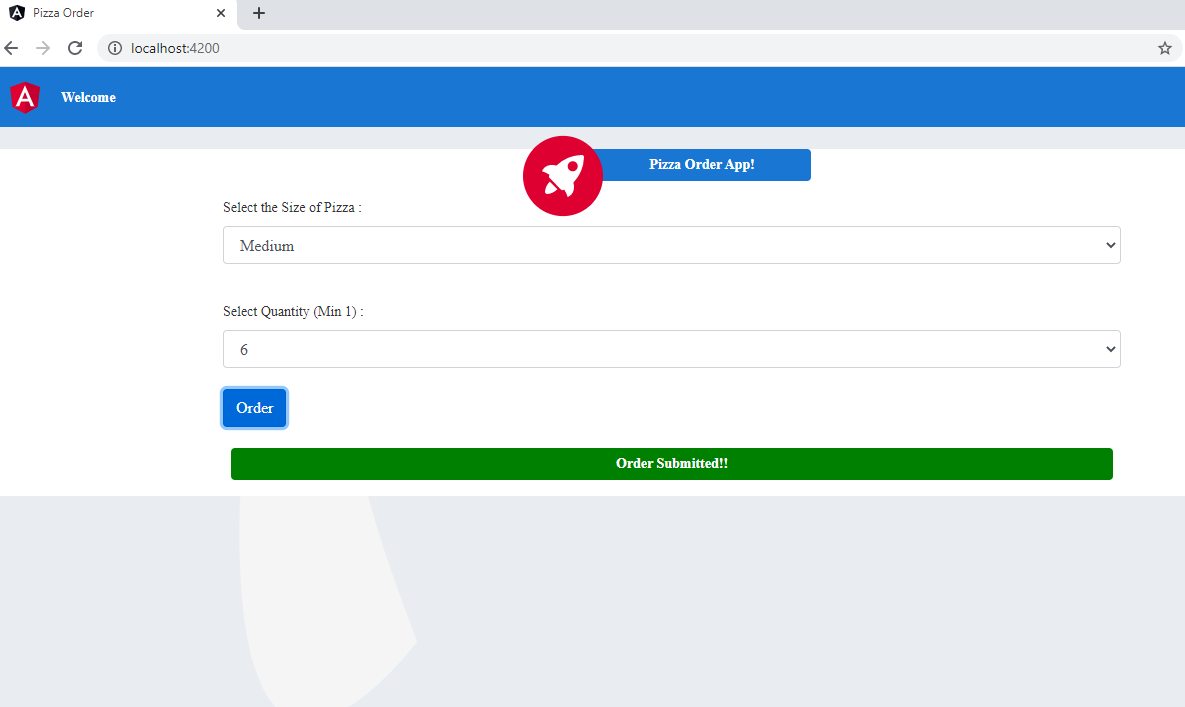 Pizza Order
localhost:4200
Welcome
Pizza Order App!
Select the Size of Pizza :
Medium
Select Quantity (Min 1) :
6
Order
Order Submitted!!